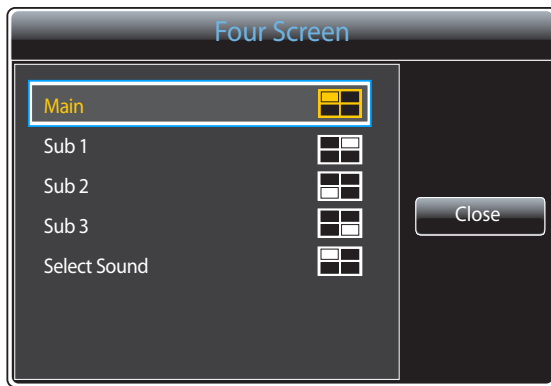 Four Screen
Main
Sub 1
Sub 2
Sub 3
Select Sound
Close